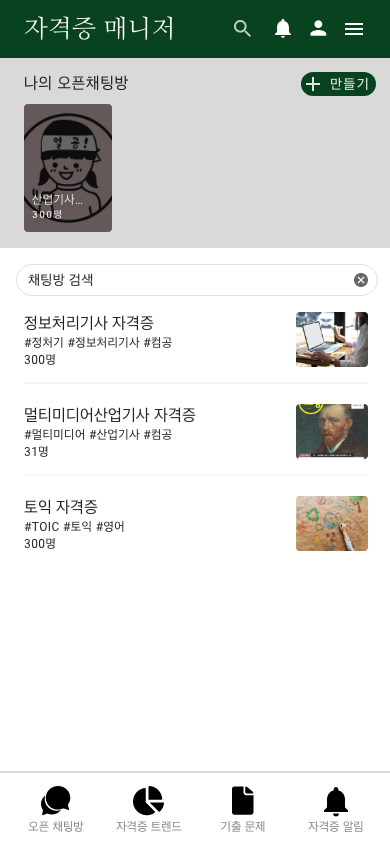 자격증 매니저
나의 오픈채팅방
만들기
열공!
산업기사...
300명
채팅방 검색
정보처리기사 자격증
#정처기 #정보처리기사 #컴공
300명
멀티미디어산업기사 자격증
#멀티미디어 #산업기사 #컴공
31명
토익 자격증
#TOIC #토익 #영어
300명
오픈 채팅방
자격증 트렌드
기출 문제
자격증 알림